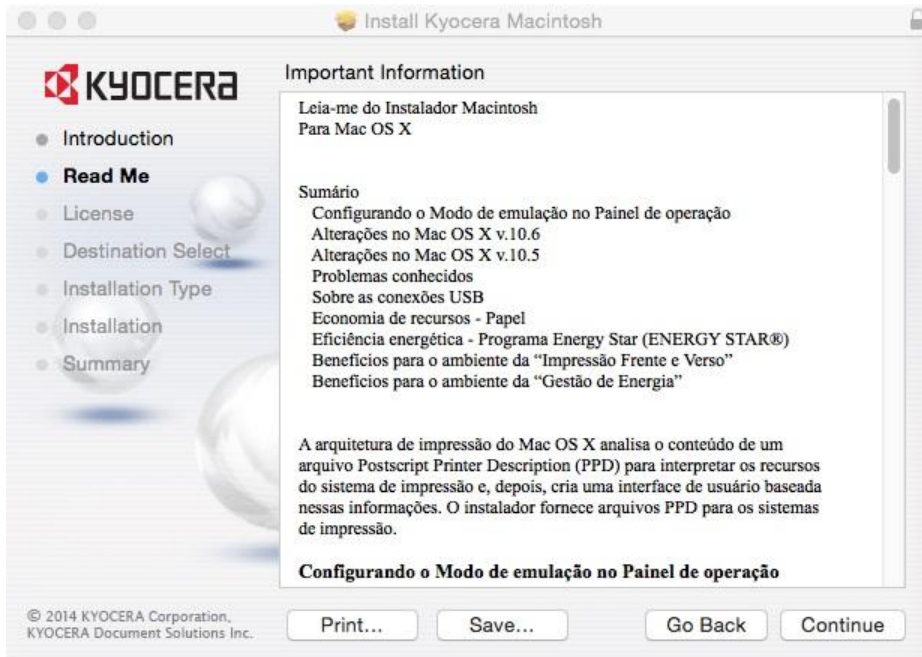 Install Kyocera Macintosh
KYOCERA
Introduction
Read Me
License
Destination Select
Installation Type
Installation
Summary
Important Information
Leia-me do Instalador Macintosh
Para Mac OS X
Sumário
Configurando o Modo de emulação no Painel de operação
Alterações no Mac OS X v.10.6
Alterações no Mac OS X v.10.5
Problemas conhecidos
Sobre as conexões USB
Economia de recursos - Papel
Eficiência energética - Programa Energy Star (ENERGY STAR®)
Benefícios para o ambiente da “Impressão Frente e Verso”
Benefícios para o ambiente da “Gestão de Energia”
A arquitetura de impressão do Mac OS X analisa o conteúdo de um
arquivo Postscript Printer Description (PPD) para interpretar os recursos
do sistema de impressão e, depois, cria uma interface de usuário baseada
nessas informações. O instalador fornece arquivos PPD para os sistemas
de impressão.
Configurando o Modo de emulação no Painel de operação
© 2014 KYOCERA Corporation,
KYOCERA Document Solutions Inc.
Print...
Save...
Go Back
Continue